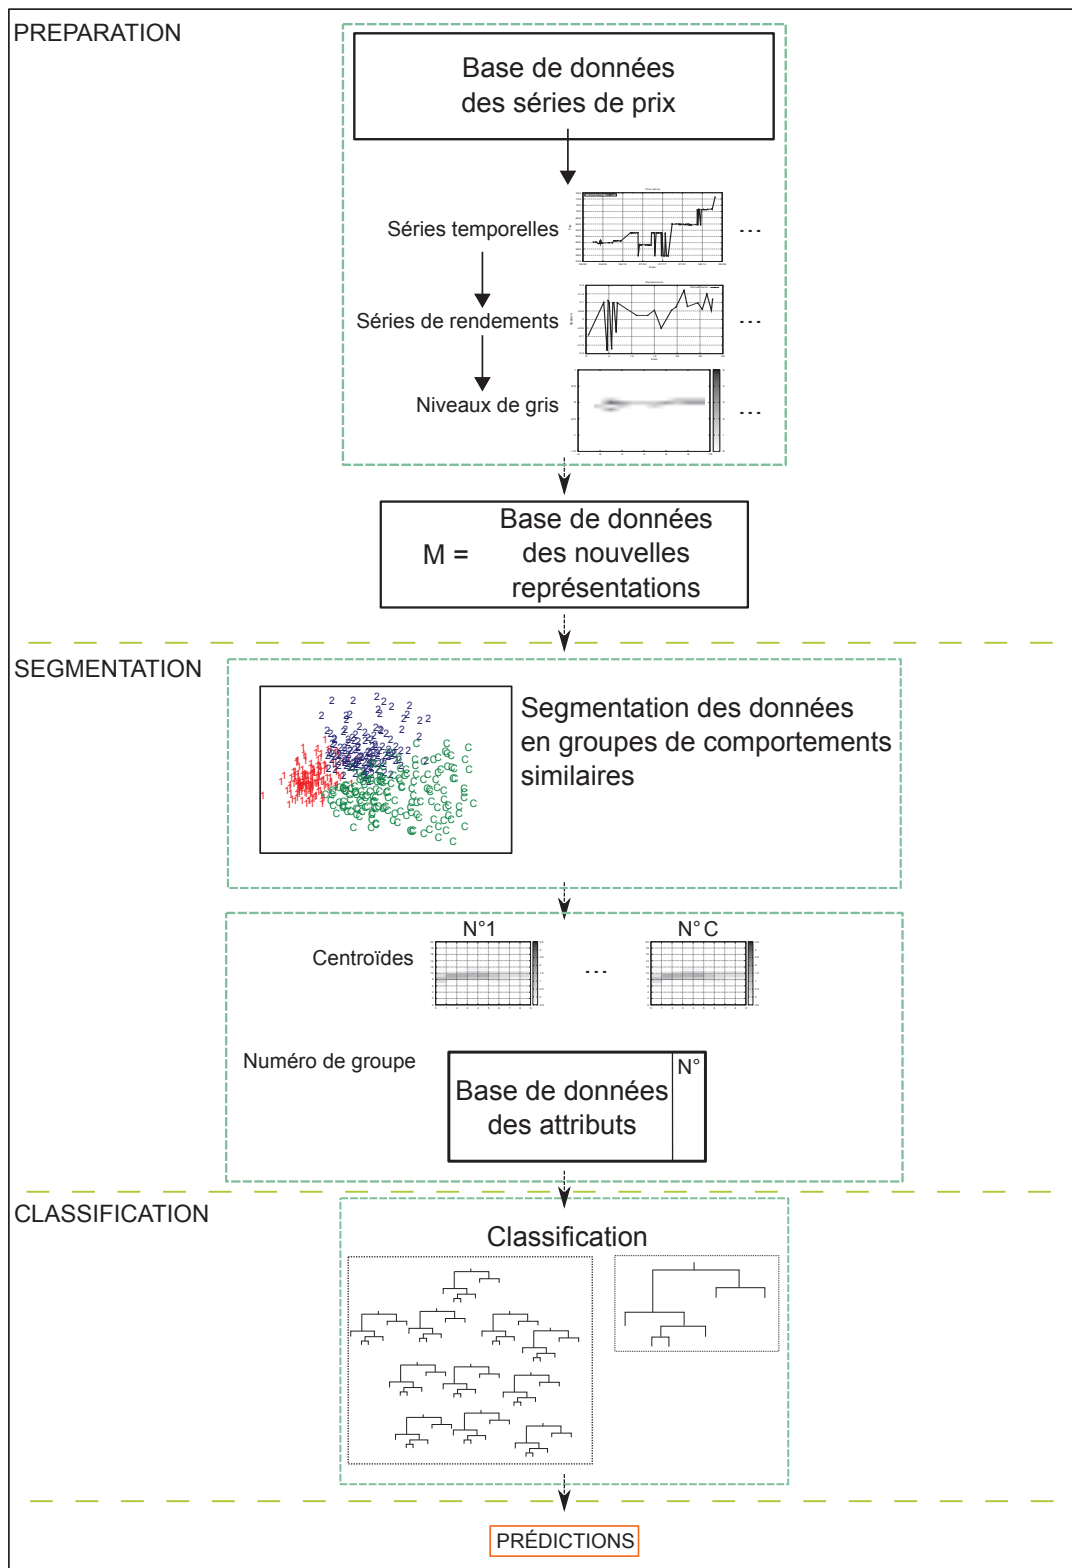 PREPARATION
Base de données
des séries de prix
Séries temporelles
...
Séries de rendements
...
Niveaux de gris
...
M =
Base de données
des nouvelles
représentations
SEGMENTATION
Segmentation des données
en groupes de comportements
similaires
N°1
N° C
Centroïdes
...
Numéro de groupe
N°
Base de données
des attributs
CLASSIFICATION
Classification
PRÉDICTIONS